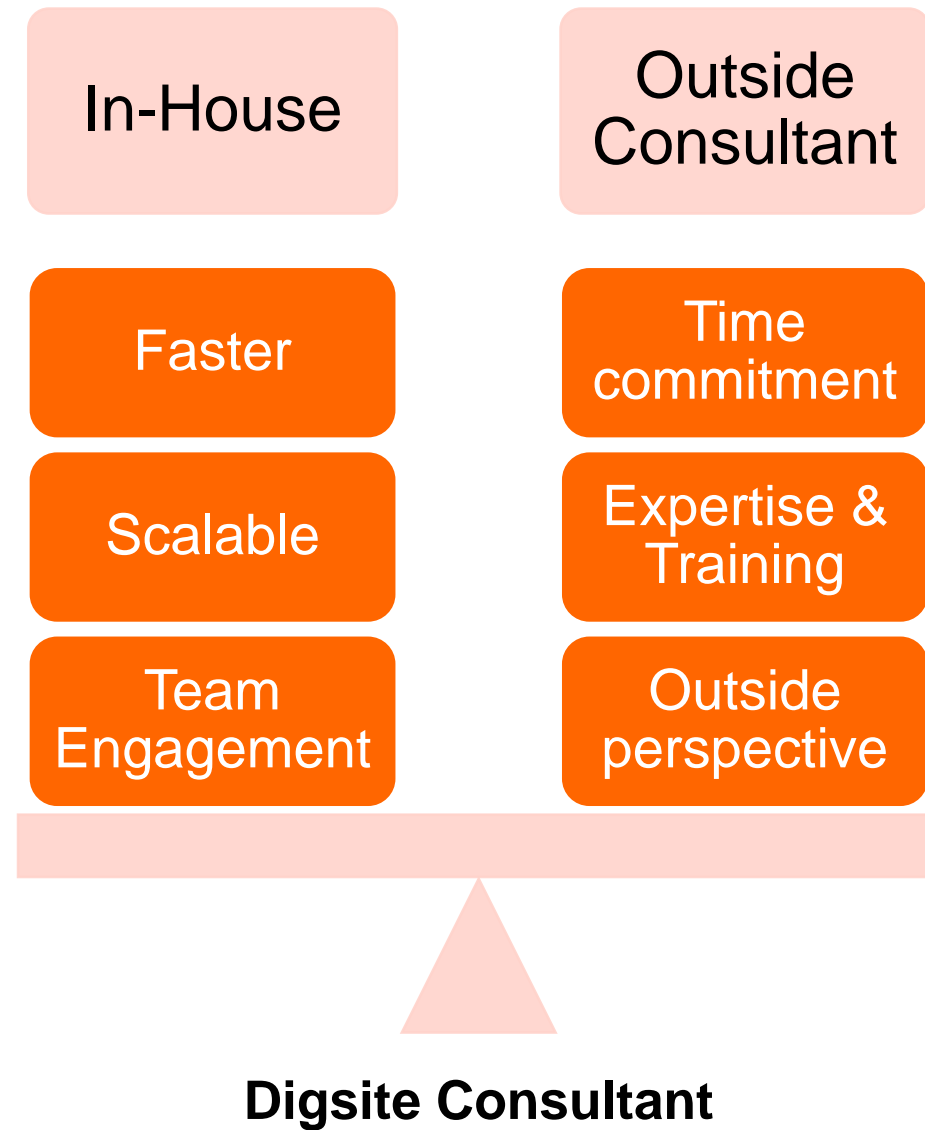 In-House
Outside
Consultant
Faster
Scalable
Team
Engagement
Time
commitment
Expertise &
Training
Outside
perspective
Digsite Consultant